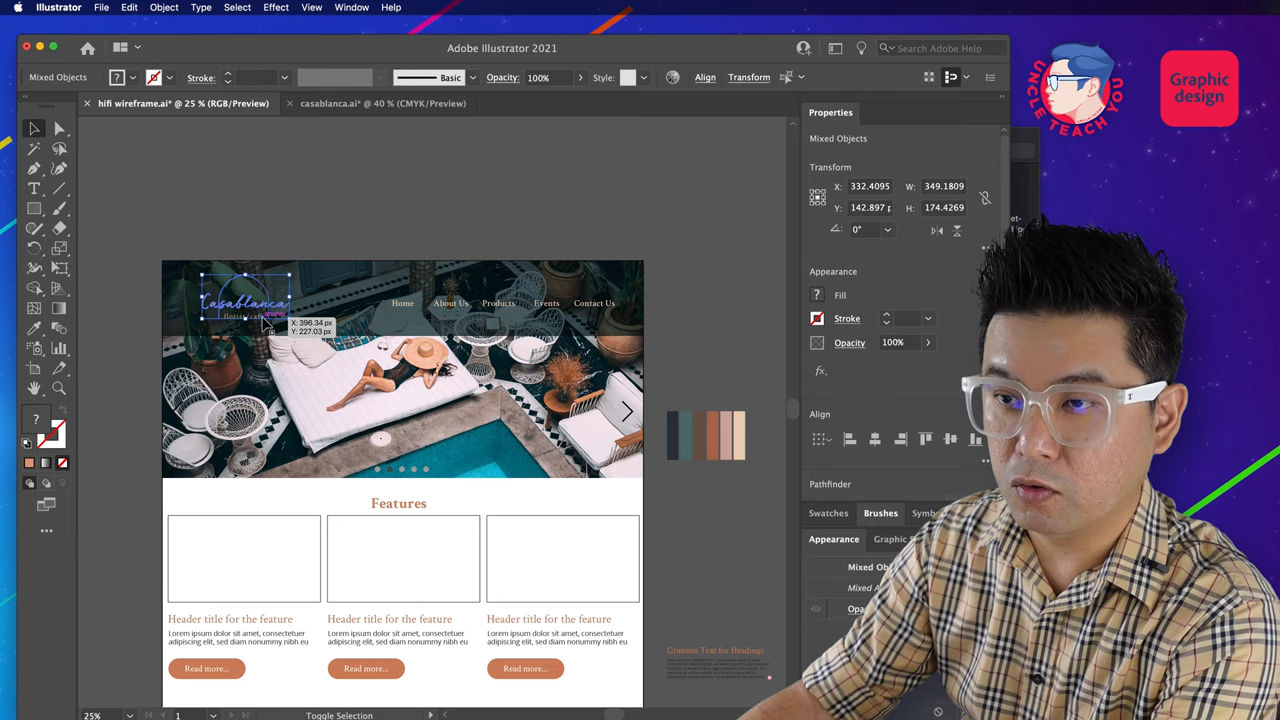 Illustrator File Edit Object Type Select Effect View Window Help
Adobe Illustrator 2021
Search Adobe Help
Mixed Objects ? Stroke: Basic Opacity: 100% Style: Align Transform
× hifi wireframe.ai* @ 25 % (RGB/Preview) × casablanca.ai* @ 40 % (CMYK/Preview)
UNCLE TEACH YOU
Graphic
design
Properties
Mixed Objects
Transform
X: 332.4095 W: 349.1809
Y: 142.897 p H: 174.4269
0°
Appearance
? Fill
Stroke
Opacity 100%
fx
Align
Pathfinder
Swatches Brushes
Appearance
Casablanca
X: 396.34 px
Y: 227.03 px
Home About Us Products Events Contact Us
Features
Header title for the feature Header title for the feature Header title for the feature
Lorem ipsum dolor sit amet, consectetuer Lorem ipsum dolor sit amet, consectetuer Lorem ipsum dolor sit amet, consectetuer
adipiscing elit, sed diam nonummy nibh eu adipiscing elit, sed diam nonummy nibh eu adipiscing elit, sed diam nonummy nibh eu
Read more... Read more... Read more...
Crimson Text for Headings
25% 1 Toggle Selection